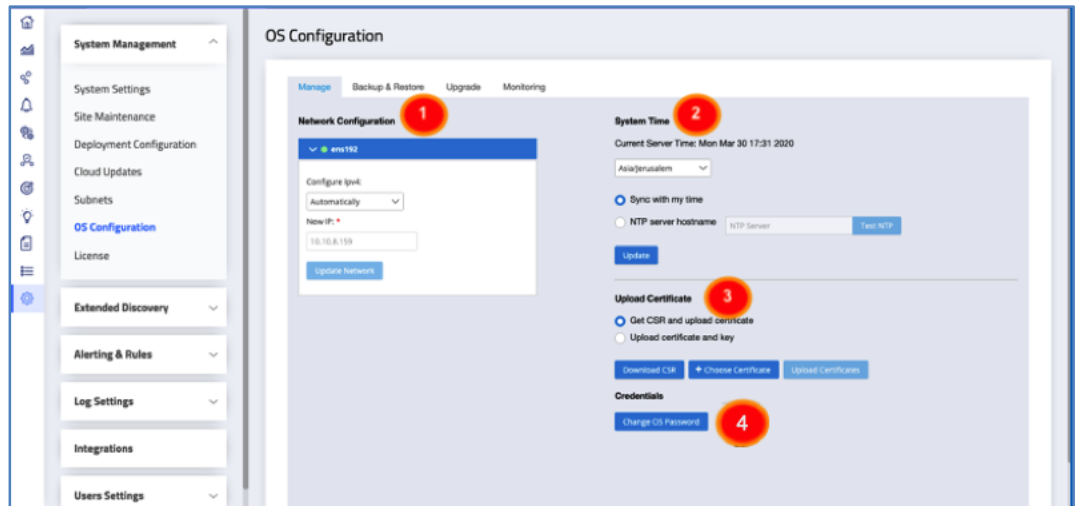 OS Configuration
System Management
System Settings
Site Maintenance
Deployment Configuration
Cloud Updates
Subnets
OS Configuration
License
Extended Discovery
Alerting & Rules
Log Settings
Integrations
Users Settings
Manage Backup & Restore Upgrade Monitoring
Network Configuration 1
ens192
Configure Ipv4:
Automatically
New IP: *
10.10.8.159
Update Network
System Time 2
Current Server Time: Mon Mar 30 17:31 2020
Asia/Jerusalem
Sync with my time
NTP server hostname NTP Server Test NTP
Update
Upload Certificate 3
Get CSR and upload certificate
Upload certificate and key
Download CSR + Choose Certificate Upload Certificates
Credentials
Change OS Password 4